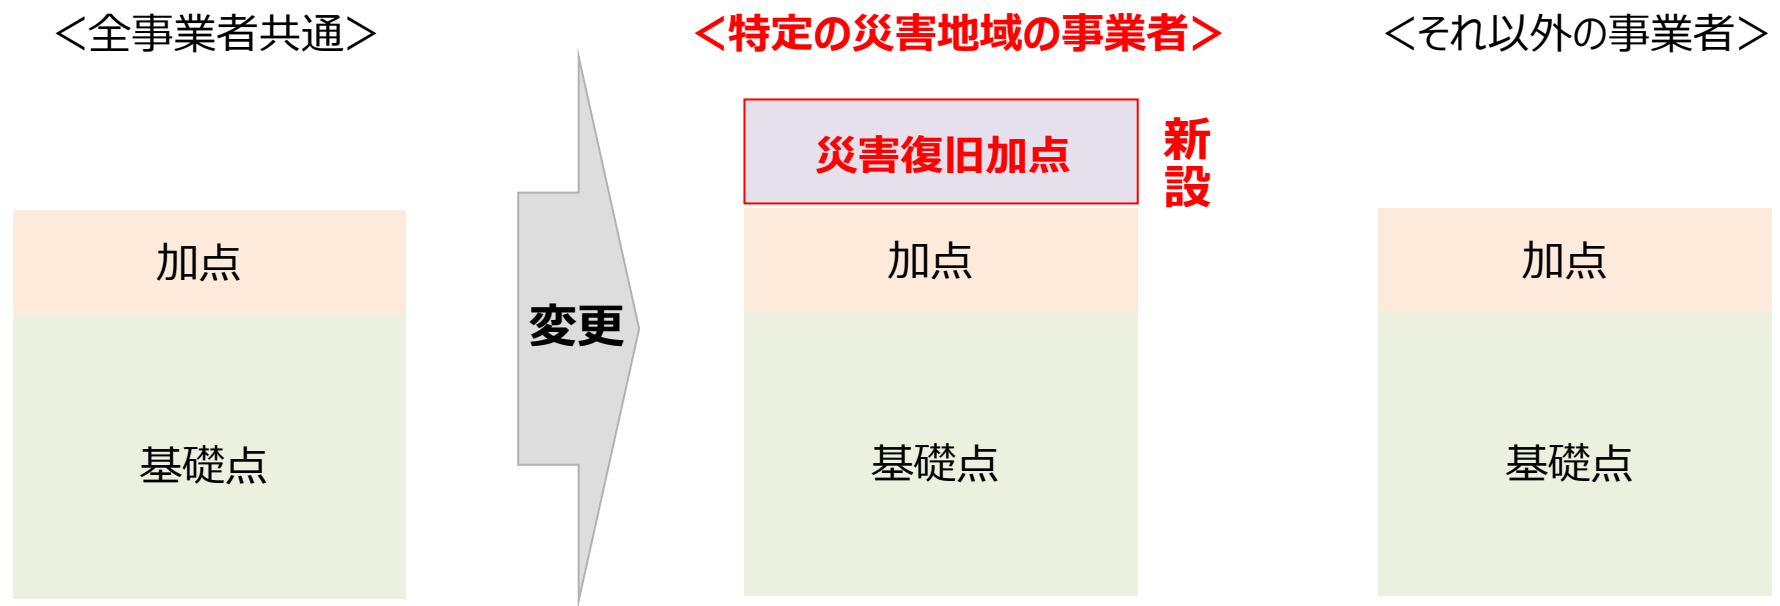 ＜全事業者共通＞
加点
基礎点
変更
＜特定の災害地域の事業者＞
災害復旧加点
新設
加点
基礎点
＜それ以外の事業者＞
加点
基礎点